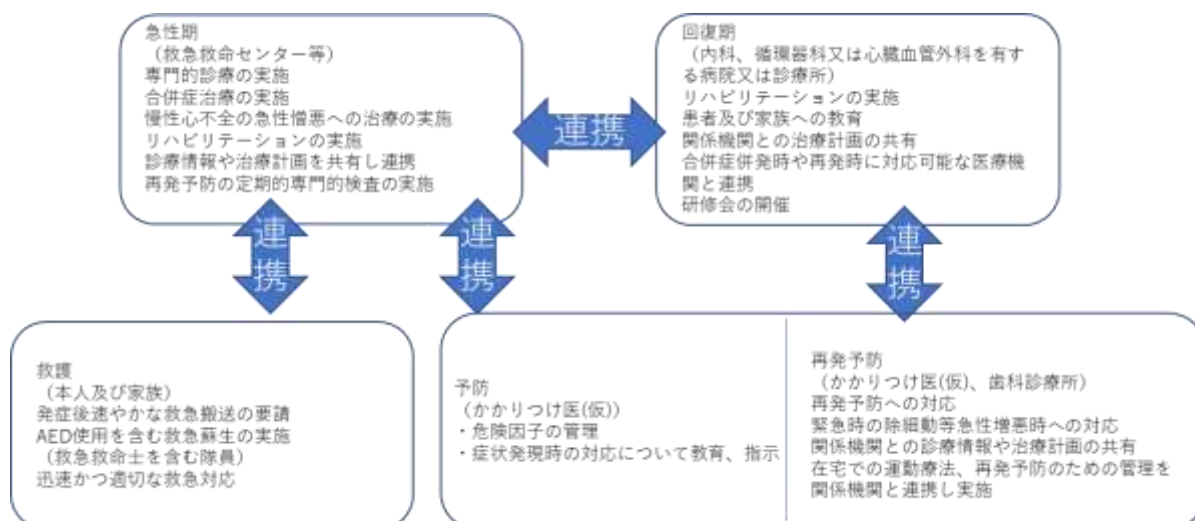 急性期
（救急救命センター等）
専門的診療の実施
合併症治療の実施
慢性心不全の急性憎悪への治療の実施
リハビリテーションの実施
診療情報や治療計画を共有し連携
再発予防の定期的専門的検査の実施
連携
回復期
（内科、循環器科又は心臓血管外科を有す
る病院又は診療所）
リハビリテーションの実施
患者及び家族への教育
関係機関との治療計画の共有
合併症併発時や再発時に対応可能な医療機
関と連携
研修会の開催
連携
連携
連携
救護
（本人及び家族）
発症後速やかな救急搬送の要請
AED使用を含む救急蘇生の実施
（救急救命士を含む隊員）
迅速かつ適切な救急対応
予防
（かかりつけ医(仮)）
・危険因子の管理
・症状発現時の対応について教育、指示
再発予防
（かかりつけ医(仮)、歯科診療所）
再発予防への対応
緊急時の除細動等急性増悪時への対応
関係機関との診療情報や治療計画の共有
在宅での運動療法、再発予防のための管理を
関係機関と連携し実施